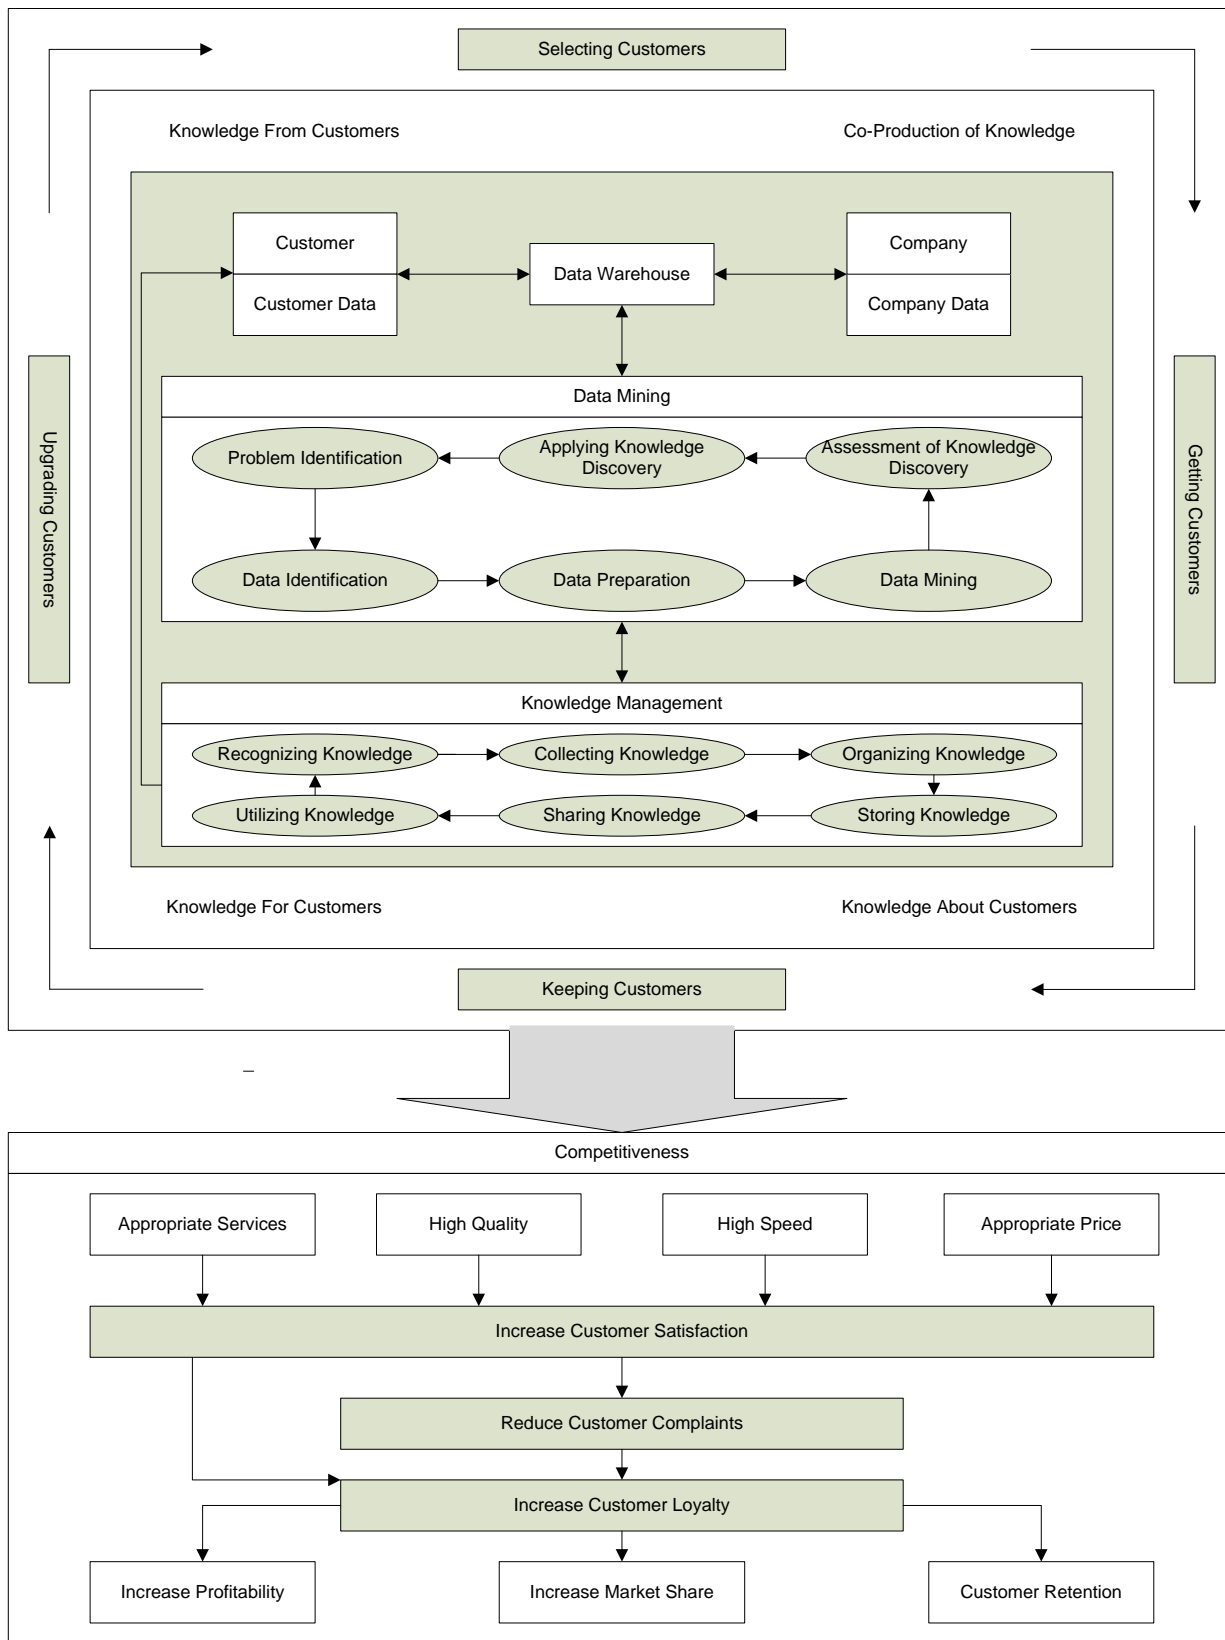 Selecting Customers
Knowledge From Customers
Co-Production of Knowledge
Customer
Customer Data
Data Warehouse
Company
Company Data
Upgrading Customers
Getting Customers
Data Mining
Problem Identification
Applying Knowledge
Discovery
Assessment of Knowledge
Discovery
Data Identification
Data Preparation
Data Mining
Knowledge Management
Recognizing Knowledge
Collecting Knowledge
Organizing Knowledge
Utilizing Knowledge
Sharing Knowledge
Storing Knowledge
Knowledge For Customers
Knowledge About Customers
Keeping Customers
Competitiveness
Appropriate Services
High Quality
High Speed
Appropriate Price
Increase Customer Satisfaction
Reduce Customer Complaints
Increase Customer Loyalty
Increase Profitability
Increase Market Share
Customer Retention